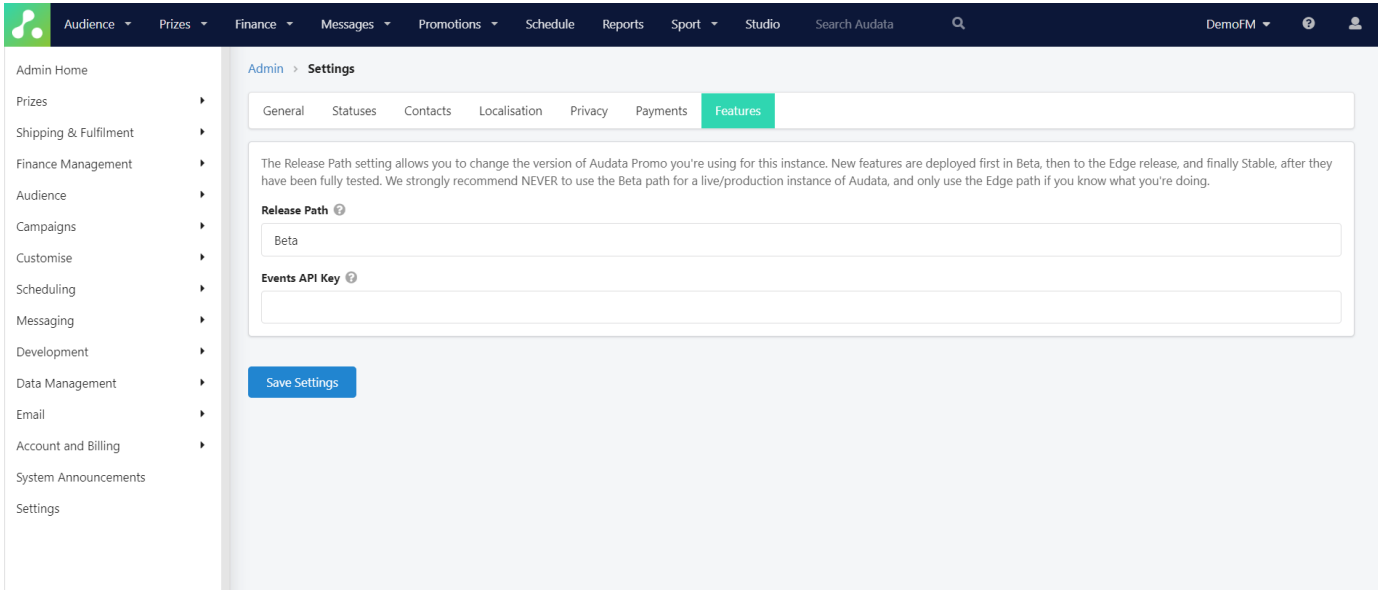 Audience Prizes Finance Messages Promotions Schedule Reports Sport Studio Search Audata DemoFM
Admin Home
Prizes
Shipping & Fulfilment
Finance Management
Audience
Campaigns
Customise
Scheduling
Messaging
Development
Data Management
Email
Account and Billing
System Announcements
Settings
Admin > Settings
General Statuses Contacts Localisation Privacy Payments Features
The Release Path setting allows you to change the version of Audata Promo you're using for this instance. New features are deployed first in Beta, then to the Edge release, and finally Stable, after they
have been fully tested. We strongly recommend NEVER to use the Beta path for a live/production instance of Audata, and only use the Edge path if you know what you're doing.
Release Path ?
Beta
Events API Key ?
Save Settings